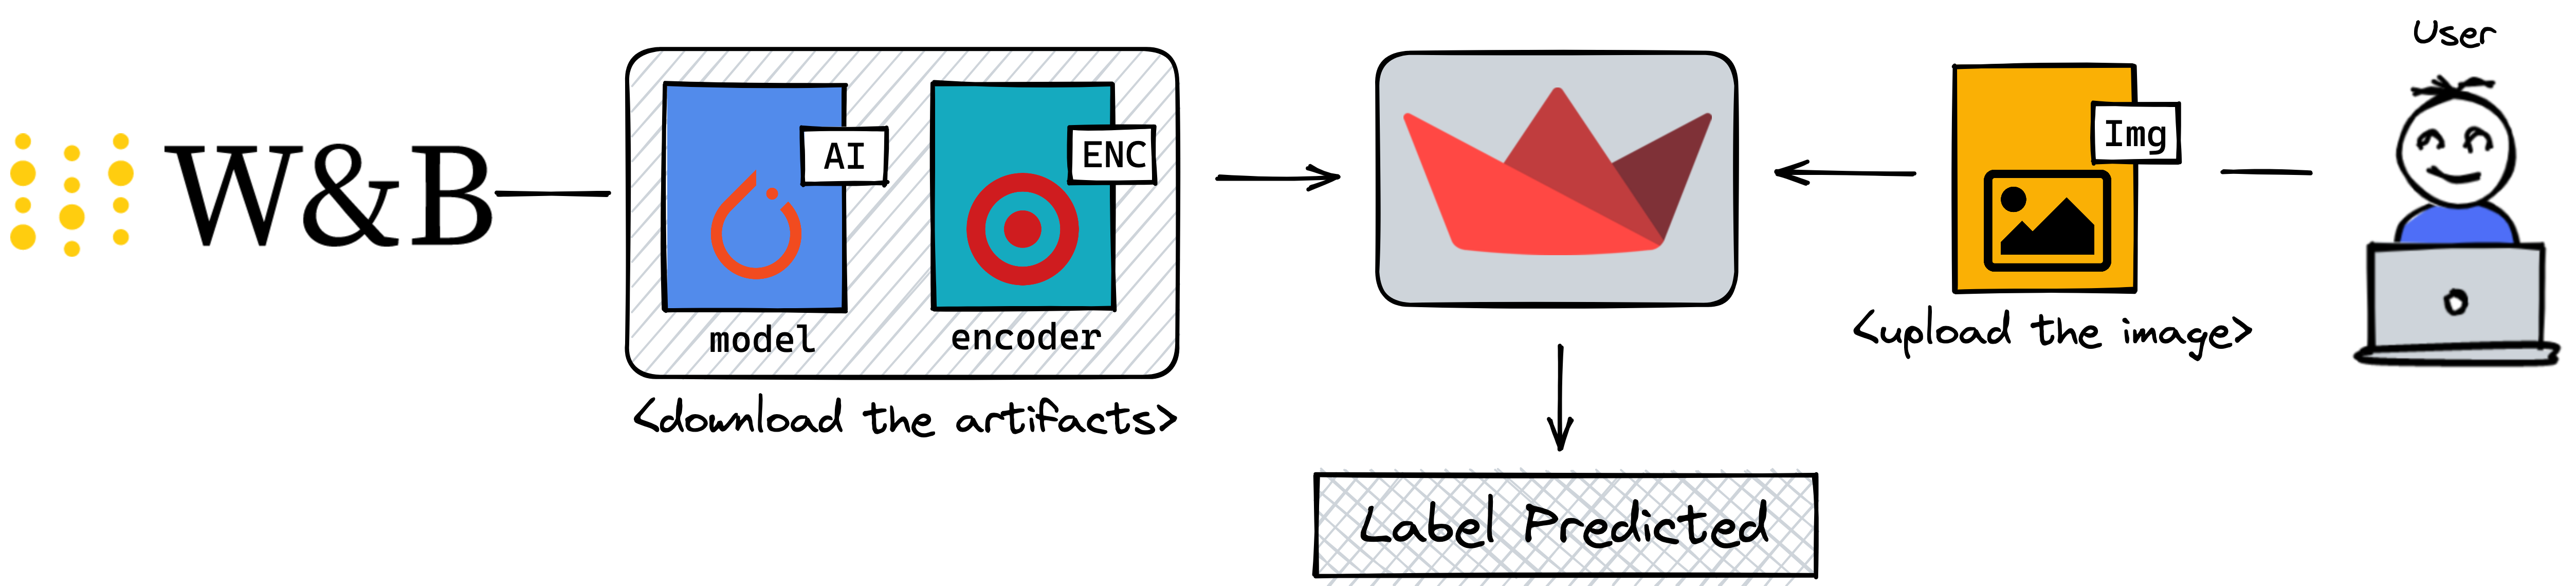 W&B
AI
model
ENC
encoder
<download the artifacts>
Label Predicted
Img
<upload the image>
User